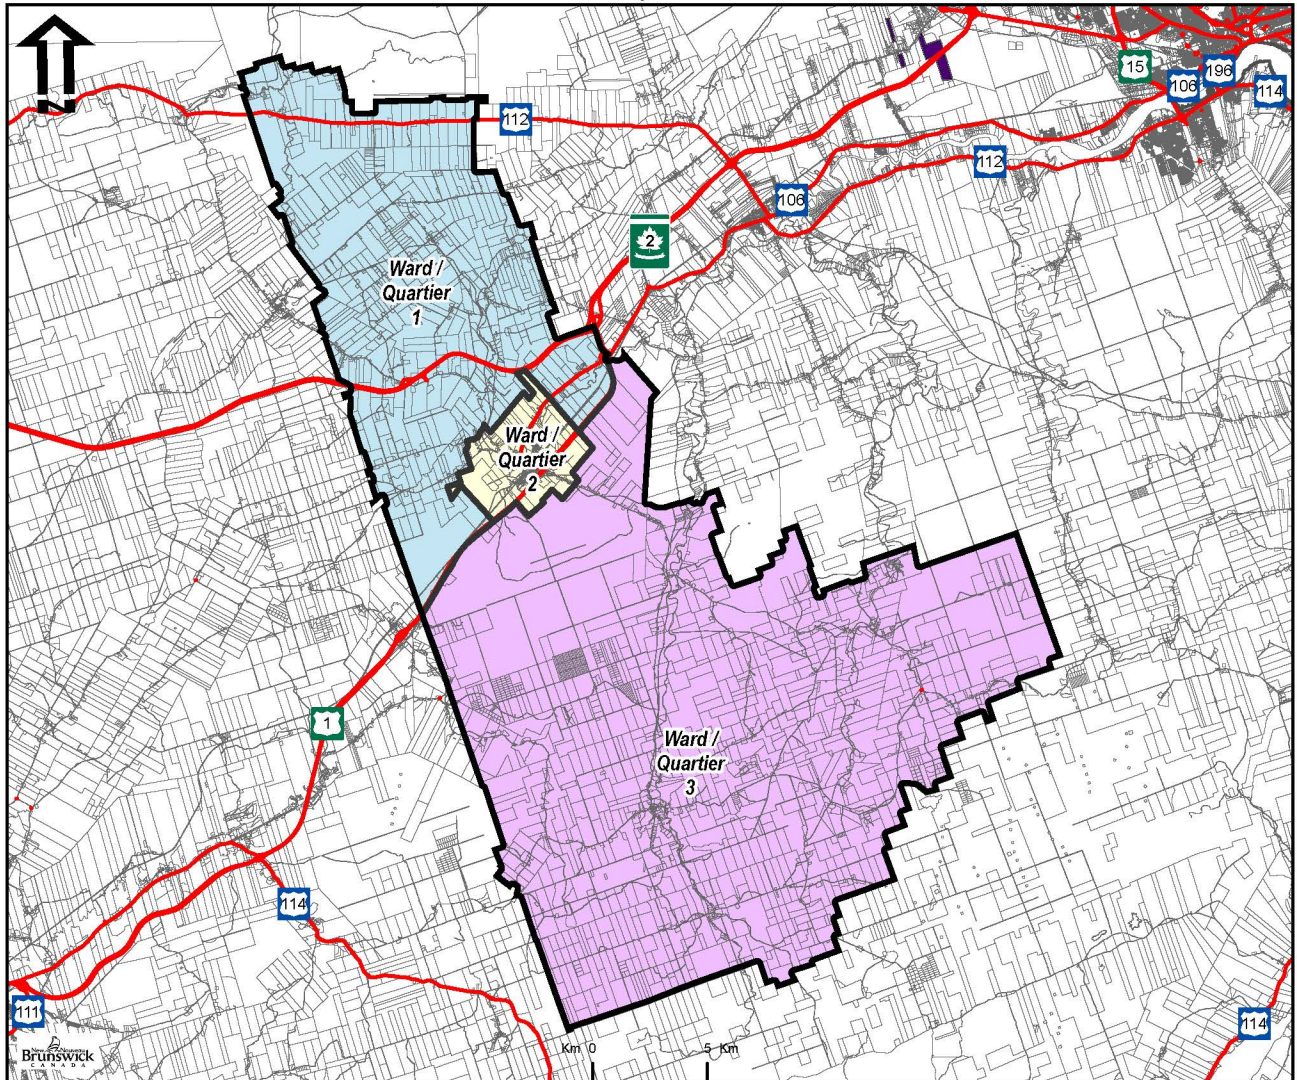 N
15
196
106
114
112
112
106
2
Ward /
Quartier
1
Ward /
Quartier
2
1
Ward /
Quartier
3
114
111
114
New Nouveau
Brunswick
CANADA
Km 0 5 Km